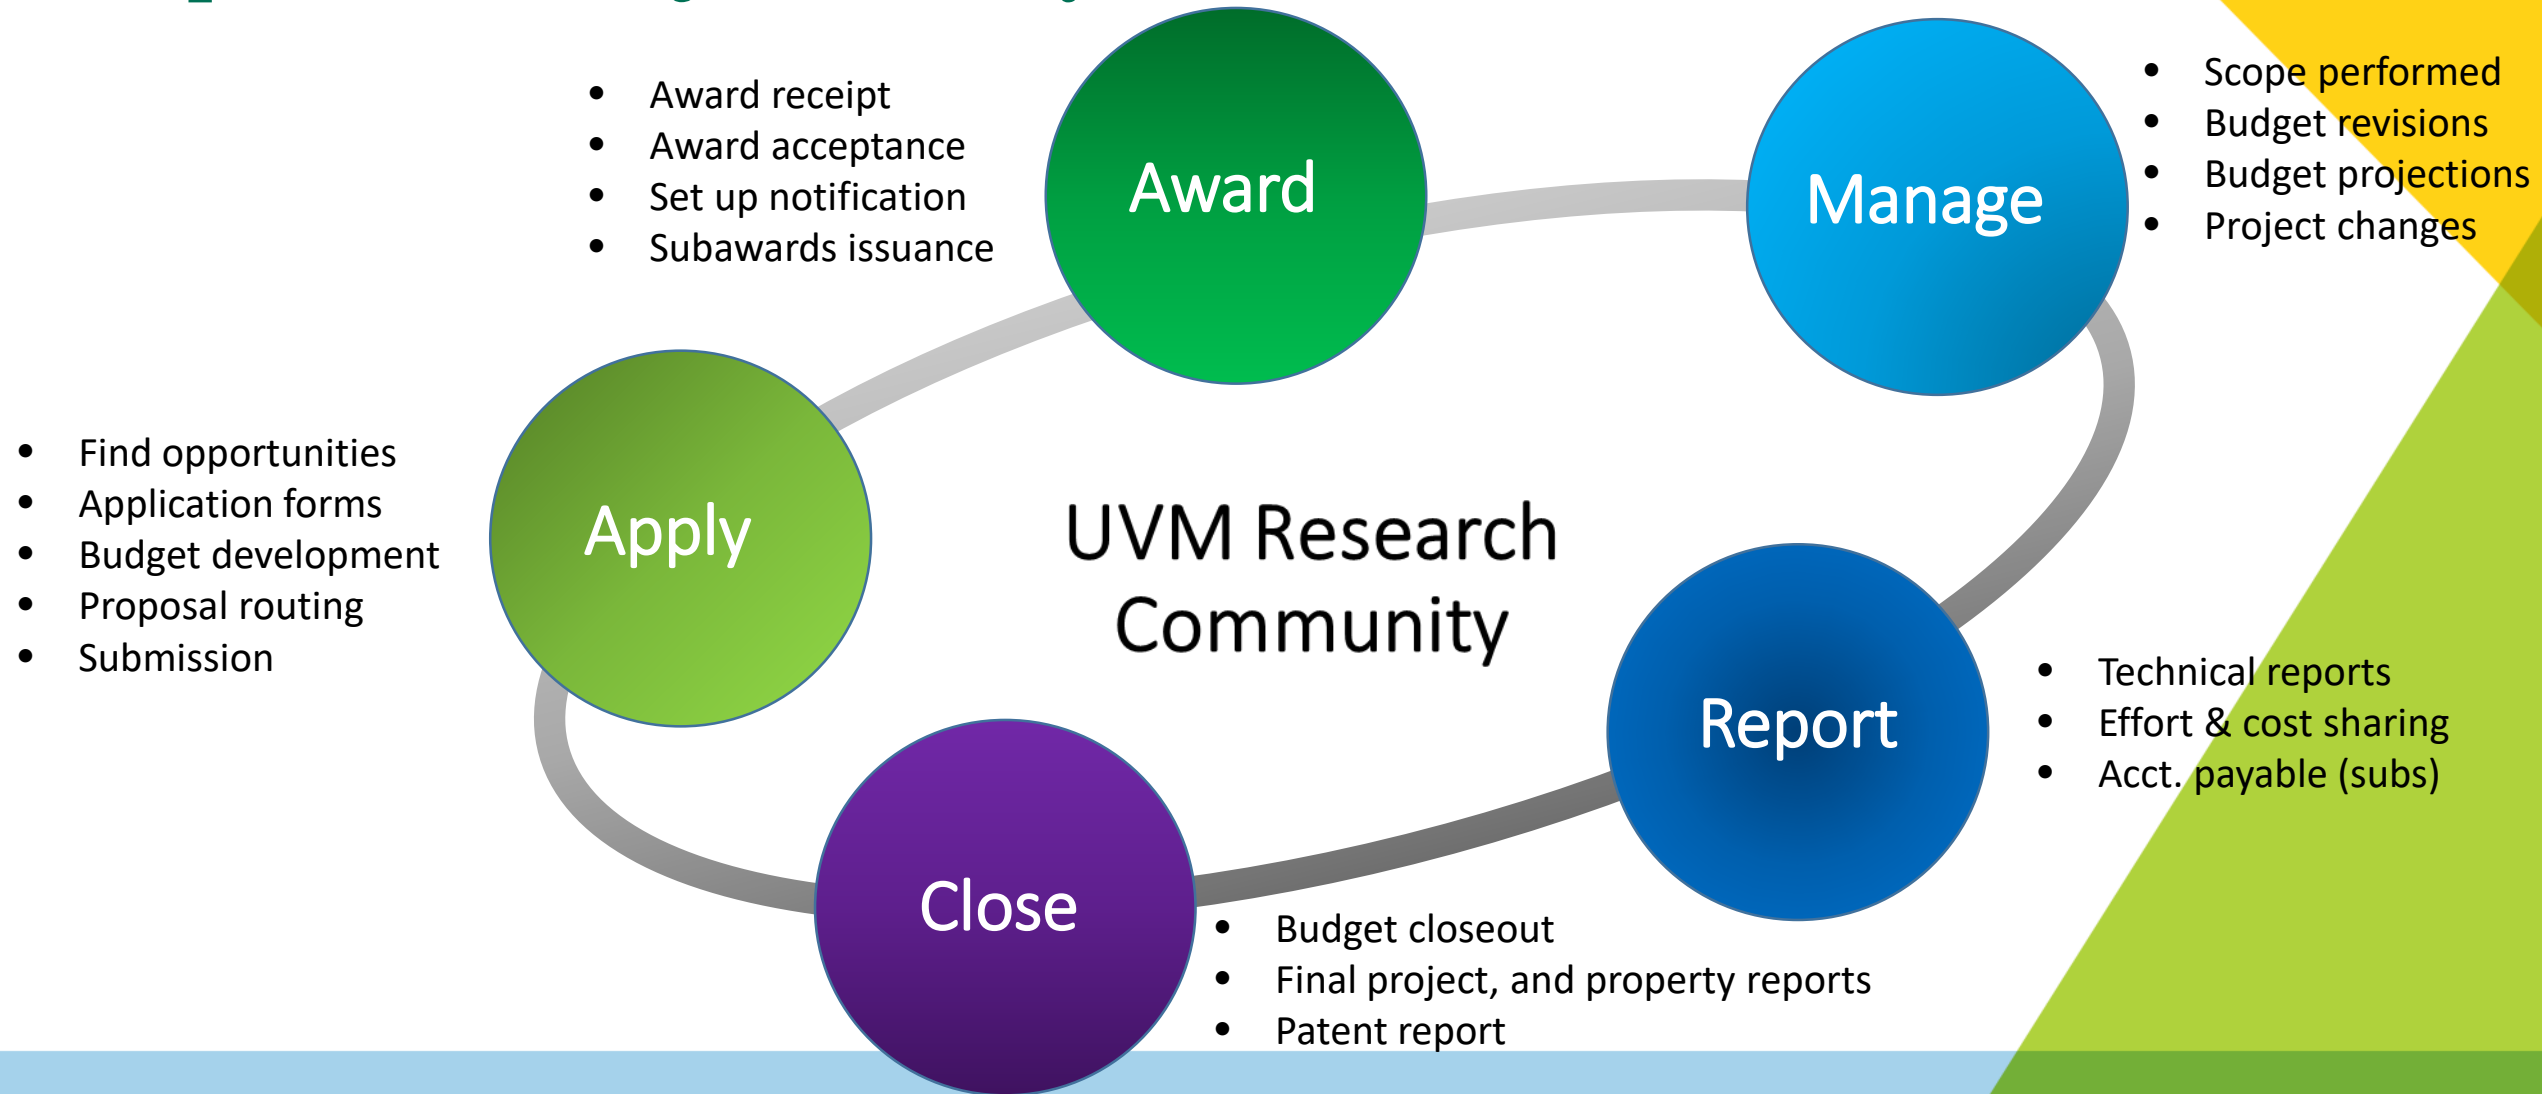 Award
• Award receipt
• Award acceptance
• Set up notification
• Subawards issuance
Manage
• Scope performed
• Budget revisions
• Budget projections
• Project changes
Apply
• Find opportunities
• Application forms
• Budget development
• Proposal routing
• Submission
UVM Research
Community
Report
• Technical reports
• Effort & cost sharing
• Acct. payable (subs)
Close
• Budget closeout
• Final project, and property reports
• Patent report